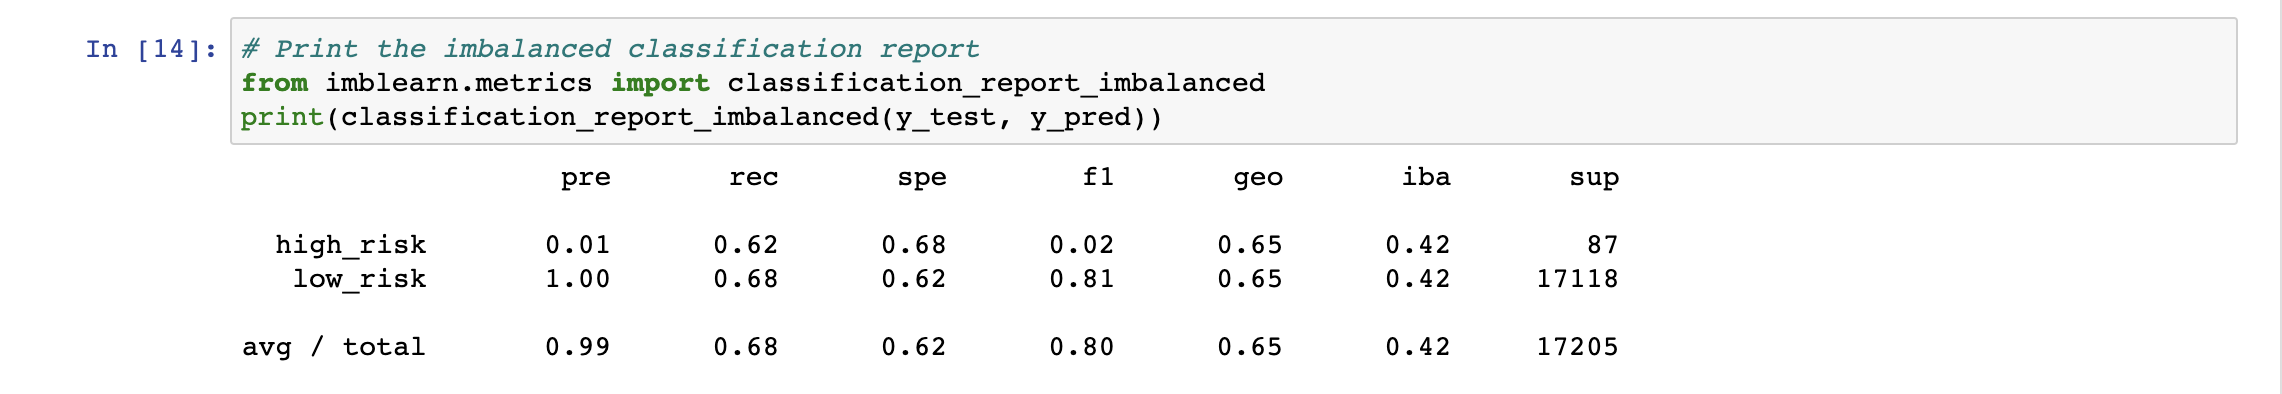 In [14]: # Print the imbalanced classification report
from imblearn.metrics import classification_report_imbalanced
print(classification_report_imbalanced(y_test, y_pred))
pre rec spe f1 geo iba sup
high_risk 0.01 0.62 0.68 0.02 0.65 0.42 87
low_risk 1.00 0.68 0.62 0.81 0.65 0.42 17118
avg / total 0.99 0.68 0.62 0.80 0.65 0.42 17205